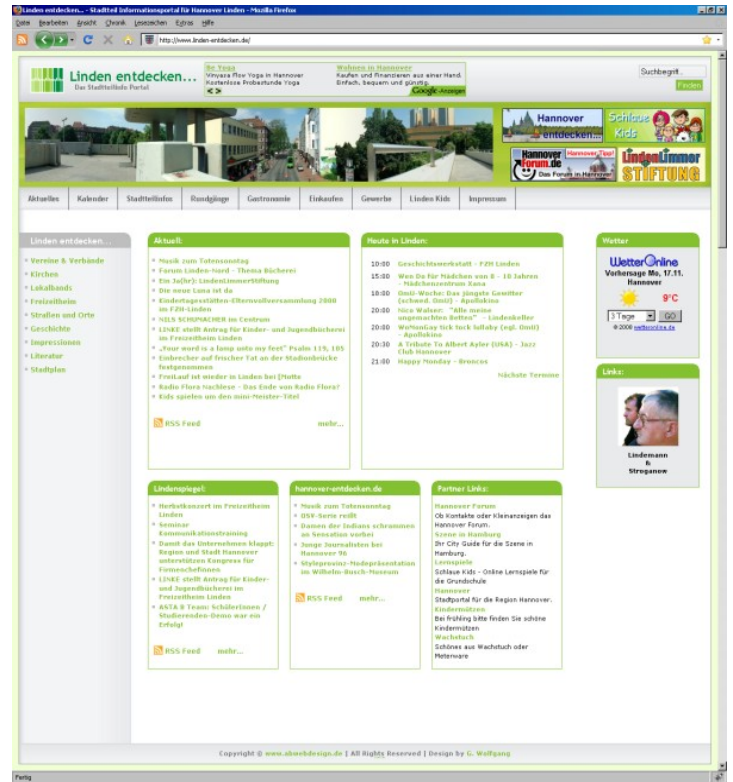 Linden entdecken... - Stadtteil Informationsportal für Hannover Linden - Mozilla Firefox
Datei Bearbeiten Ansicht Chronik Lesezeichen Extras Hilfe
http://www.linden-entdecken.de/
Linden entdecken...
Das Stadtteilinfo Portal
Be Yoga
Vinyasa Flow Yoga in Hannover
Kostenlose Probestunde Yoga
Wohnen in Hannover
Kaufen und Finanzieren aus einer Hand.
Einfach, bequem und günstig.
Google-Anzeigen
Suchbegriff..
Finden
Hannover
entdecken...
Schlaue
Kids
Hannover
Forum.de
Hannover Tipp!
Das Forum in Hannover
LindenLimmer
STIFTUNG
Aktuelles Kalender Stadtteilinfos Rundgänge Gastronomie Einkaufen Gewerbe Linden Kids Impressum
Linden entdecken...
Vereine & Verbände
Kirchen
Lokalbands
Freizeitheim
Straßen und Orte
Geschichte
Impressionen
Literatur
Stadtplan
Aktuell:
Musik zum Totensonntag
Forum Linden-Nord - Thema Bücherei
Ein Ja(hr): LindenLimmerStiftung
Die neue Luna ist da
Kindertagesstätten-Elternvollversammlung 2008
im FZH-Linden
NILS SCHUMACHER im Centrum
LINKE stellt Antrag für Kinder- und Jugendbücherei
im Freizeitheim Linden
„Your word is a lamp unto my feet" Psalm 119, 105
Einbrecher auf frischer Tat an der Stadionbrücke
festgenommen
FreiLauf ist wieder in Linden bei [Motte
Radio Flora Nachlese - Das Ende von Radio Flora?
Kids spielen um den mini-Meister-Titel
RSS Feed mehr...
Heute in Linden:
10:00 Geschichtswerkstatt - FZH Linden
15:00 Wen Do für Mädchen von 8 - 10 Jahren
- Mädchenzentrum Xana
18:00 OmU-Woche: Das jüngste Gewitter
(schwed. OmU) - Apollokino
20:00 Nico Walser: "Alle meine
ungemachten Betten" - Lindenkeller
20:00 WoMonGay tick tock lullaby (egl. OmU)
- Apollokino
20:30 A Tribute To Albert Ayler (USA) - Jazz
Club Hannover
21:00 Happy Monday - Broncos
Nächste Termine
Wetter
WetterOnline
Vorhersage Mo, 17.11.
Hannover
9°C
3 Tage GO
© 2008 wetteronline.de
Links:
Lindemann
&
Stroganow
Lindenspiegel:
Herbstkonzert im Freizeitheim
Linden
Seminar
Kommunikationstraining
Damit das Unternehmen klappt:
Region und Stadt Hannover
unterstützen Kongress für
Firmenchefinnen
LINKE stellt Antrag für Kinder-
und Jugendbücherei im
Freizeitheim Linden
ASTA & Team: SchülerInnen /
Studierenden-Demo war ein
Erfolg!
RSS Feed mehr...
hannover-entdecken.de
Musik zum Totensonntag
OSV-Serie reißt
Damen der Indians schrammen
an Sensation vorbei
Junge Journalisten bei
Hannover 96
Styleprovinz-Modepräsentation
im Wilhelm-Busch-Museum
RSS Feed mehr...
Partner Links:
Hannover Forum
Ob Kontakte oder Kleinanzeigen das
Hannover Forum.
Szene in Hamburg
Ihr City Guide für die Szene in
Hamburg.
Lernspiele
Schlaue Kids - Online Lernspiele für
die Grundschule
Hannover
Stadtportal für die Region Hannover.
Kindermützen
Bei frühling bitte finden Sie schöne
Kindermützen
Wachstuch
Schönes aus Wachstuch oder
Meterware
Copyright © www.abwebdesign.de | All Rights Reserved | Design by G. Wolfgang
Fertig